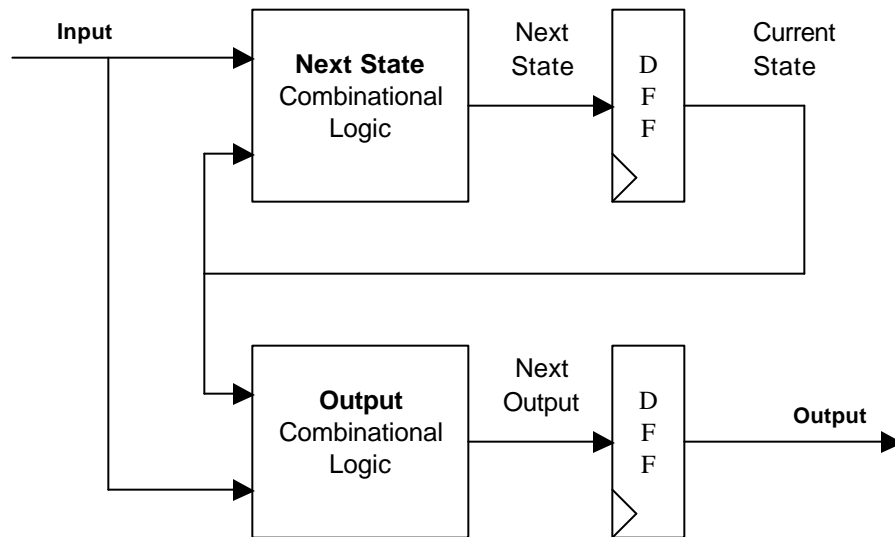 Input
Next State
Combinational
Logic
Next
State
D
F
F
Current
State
Output
Combinational
Logic
Next
Output
D
F
F
Output